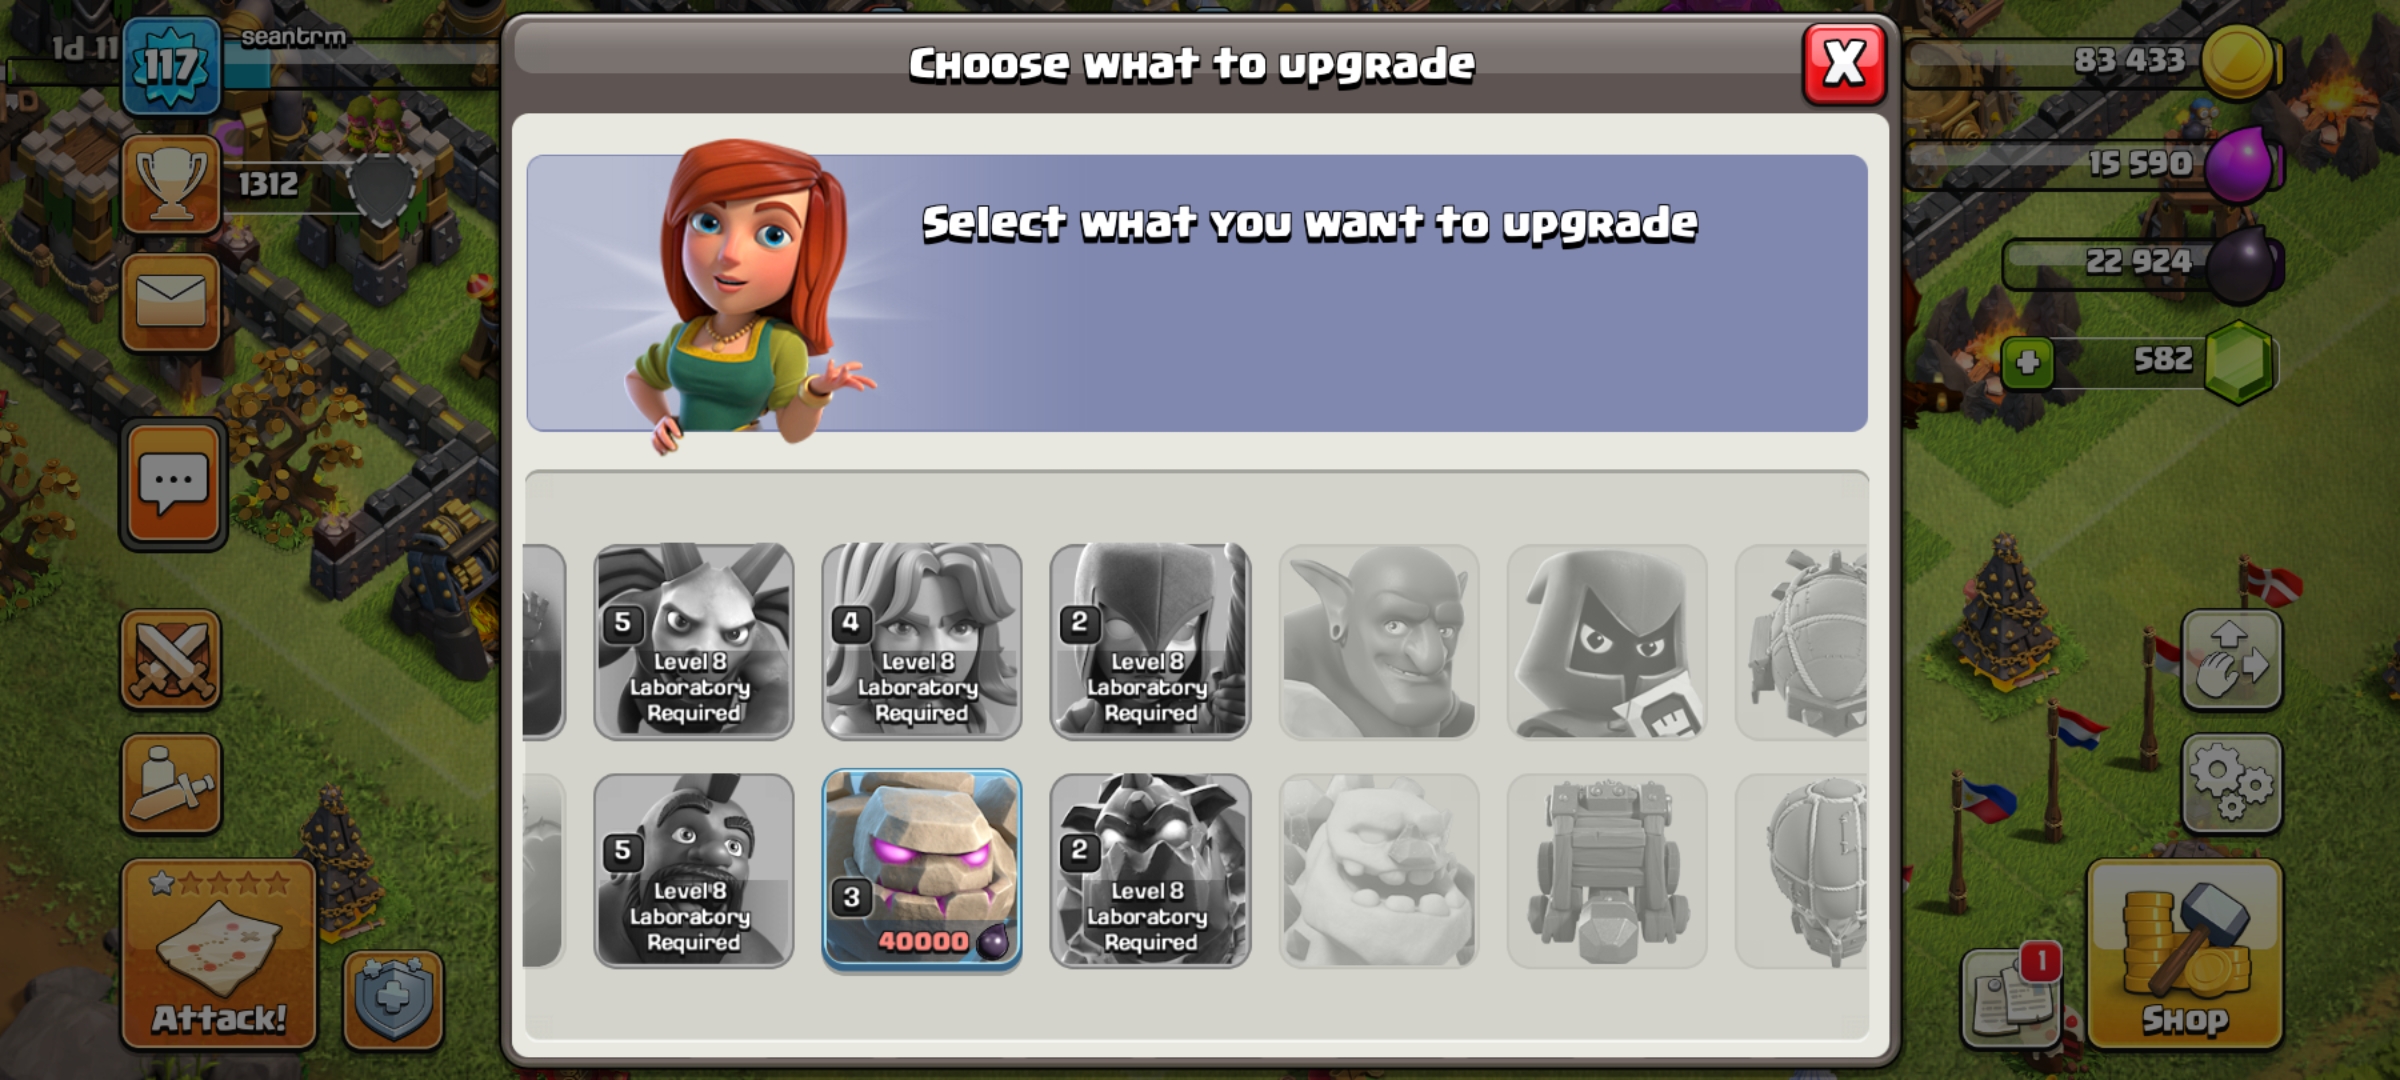 1d 11
117
seantrm
1312
Choose what to upgrade
X
83 433
15 590
22 924
582
Select what you want to upgrade
5
Level 8
Laboratory
Required
4
Level 8
Laboratory
Required
2
Level 8
Laboratory
Required
5
Level 8
Laboratory
Required
3
40000
2
Level 8
Laboratory
Required
Attack!
1
Shop